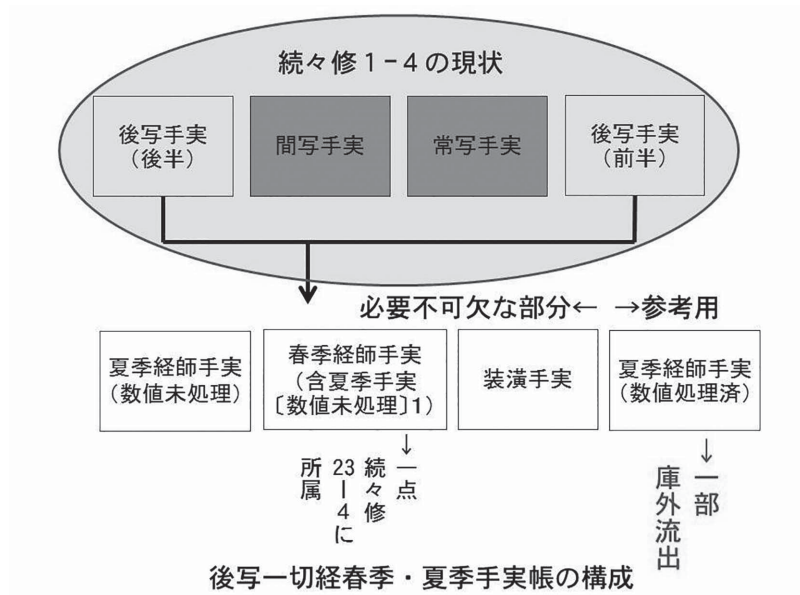 続々修１−４の現状
後写手実
（後半）
間写手実
常写手実
後写手実
（前半）
必要不可欠な部分← →参考用
夏季経師手実
（数値未処理）
春季経師手実
（含夏季手実
〔数値未処理〕1）
装潢手実
夏季経師手実
（数値処理済）
↓一点
続々修
23ー4に
所属
↓一部
庫外流出
後写一切経春季・夏季手実帳の構成